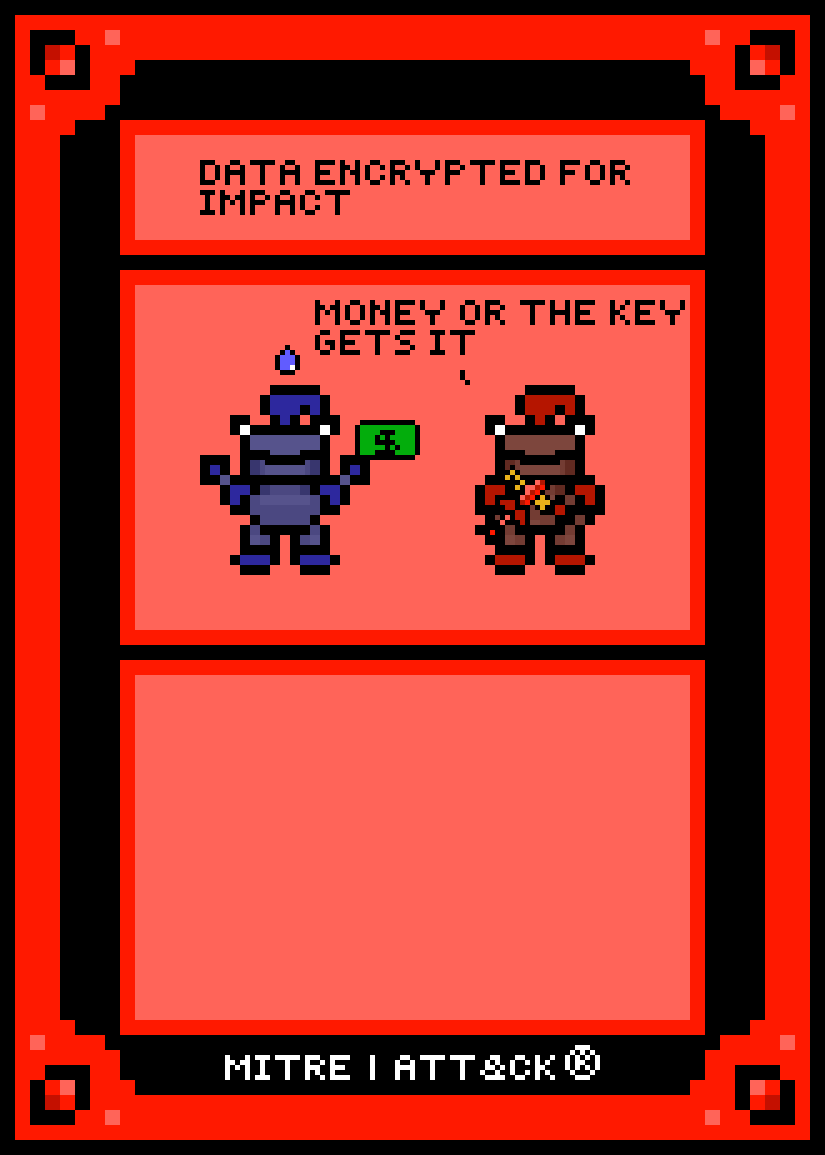 DATA ENCRYPTED FOR
IMPACT
MONEY OR THE KEY
GETS IT
$
MITRE | ATT&CK®